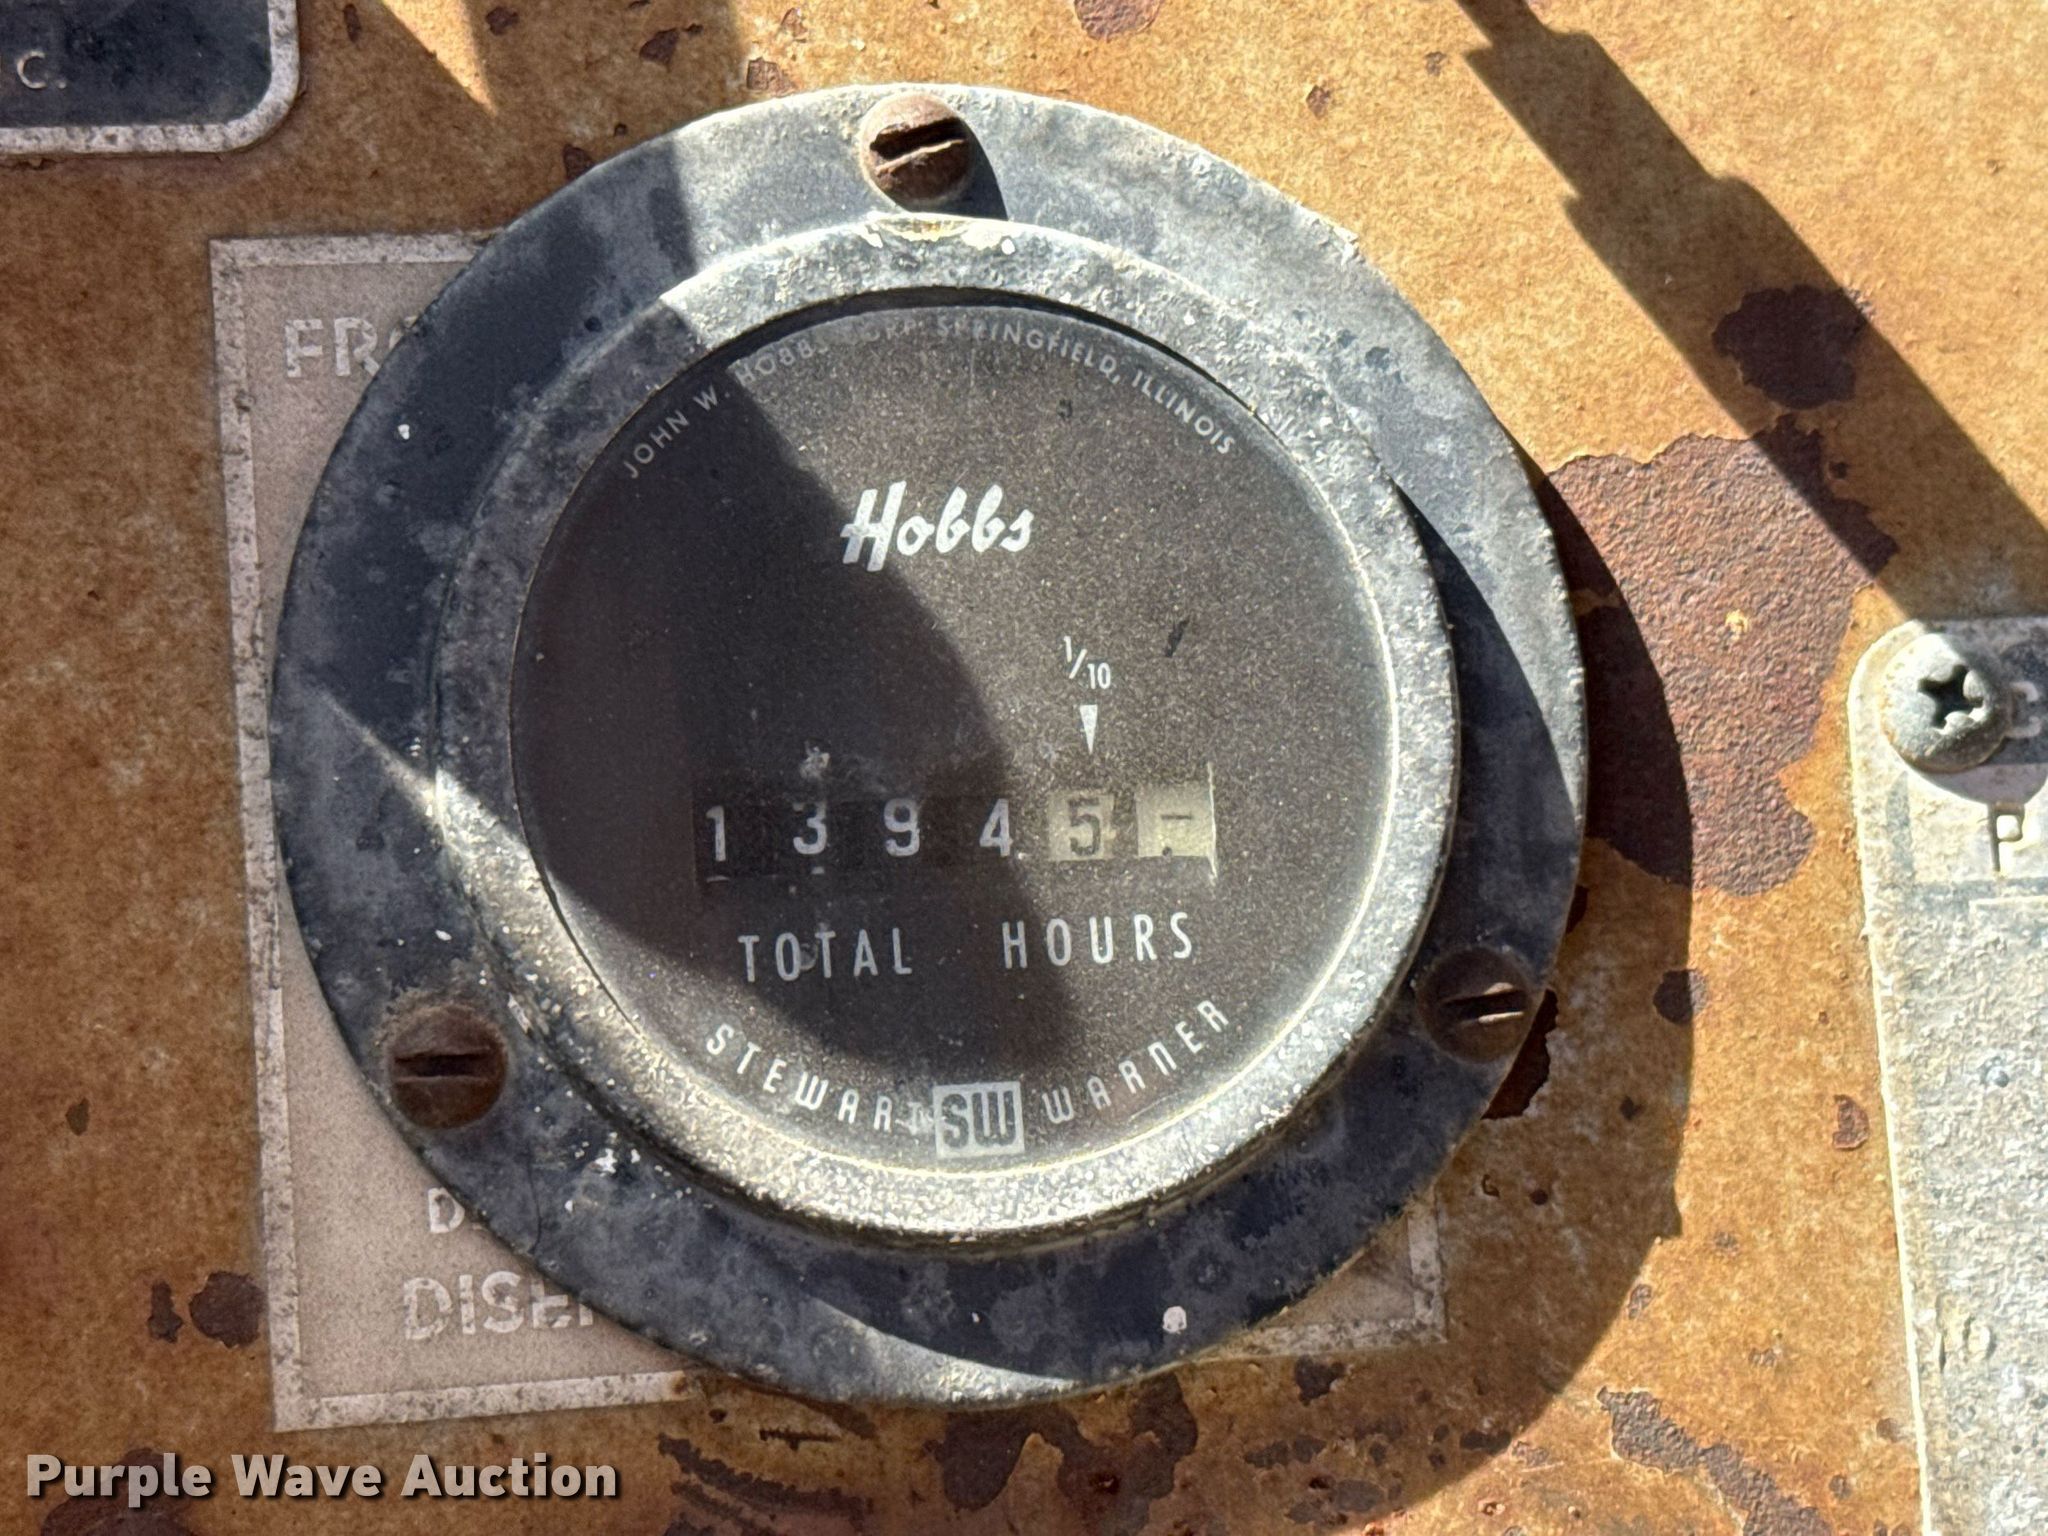 C.
JOHN W. HOBBS CORP. SPRINGFIELD, ILLINOIS
Hobbs
1/10
1 3 9 4 5
TOTAL HOURS
STEWART SW WARNER
Purple Wave Auction